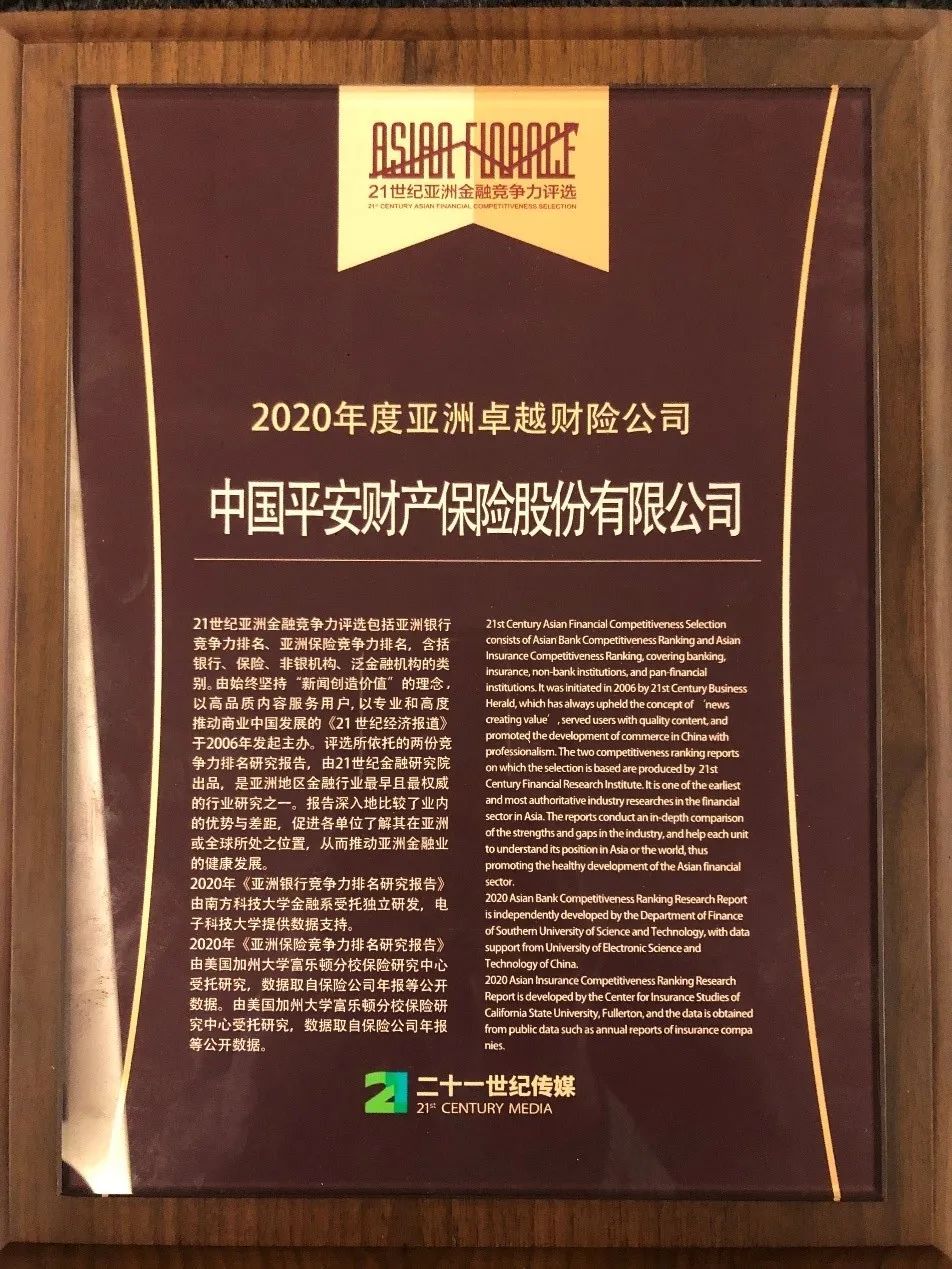 ASIAN FINANCE
21世纪亚洲金融竞争力评选
21st CENTURY ASIAN FINANCIAL COMPETITIVENESS SELECTION
2020年度亚洲卓越财险公司
中国平安财产保险股份有限公司
21世纪亚洲金融竞争力评选包括亚洲银行
竞争力排名、亚洲保险竞争力排名，含括
银行、保险、非银机构、泛金融机构的类
别。由始终坚持“新闻创造价值”的理念，
以高品质内容服务用户,以专业和高度
推动商业中国发展的《21世纪经济报道》
于2006年发起主办。评选所依托的两份竞
争力排名研究报告，由21世纪金融研究院
出品，是亚洲地区金融行业最早且最权威
的行业研究之一。报告深入地比较了业内
的优势与差距，促进各单位了解其在亚洲
或全球所处之位置，从而推动亚洲金融业
的健康发展。
2020年《亚洲银行竞争力排名研究报告》
由南方科技大学金融系受托独立研发，电
子科技大学提供数据支持。
2020年《亚洲保险竞争力排名研究报告》
由美国加州大学富乐顿分校保险研究中心
受托研究，数据取自保险公司年报等公开
数据。由美国加州大学富乐顿分校保险研
究中心受托研究，数据取自保险公司年报
等公开数据。
21st Century Asian Financial Competitiveness Selection
consists of Asian Bank Competitiveness Ranking and Asian
Insurance Competitiveness Ranking, covering banking,
insurance, non-bank institutions, and pan-financial
institutions. It was initiated in 2006 by 21st Century Business
Herald, which has always upheld the concept of ‘news
creating value’, served users with quality content, and
promoted the development of commerce in China with
professionalism. The two competitiveness ranking reports
on which the selection is based are produced by 21st
Century Financial Research Institute. It is one of the earliest
and most authoritative industry researches in the financial
sector in Asia. The reports conduct an in-depth comparison
of the strengths and gaps in the industry, and help each unit
to understand its position in Asia or the world, thus
promoting the healthy development of the Asian financial
sector.
2020 Asian Bank Competitiveness Ranking Research Report
is independently developed by the Department of Finance
of Southern University of Science and Technology, with data
support from University of Electronic Science and
Technology of China.
2020 Asian Insurance Competitiveness Ranking Research
Report is developed by the Center for Insurance Studies of
California State University, Fullerton, and the data is obtained
from public data such as annual reports of insurance compa
nies.
21 二十一世纪传媒
21st CENTURY MEDIA